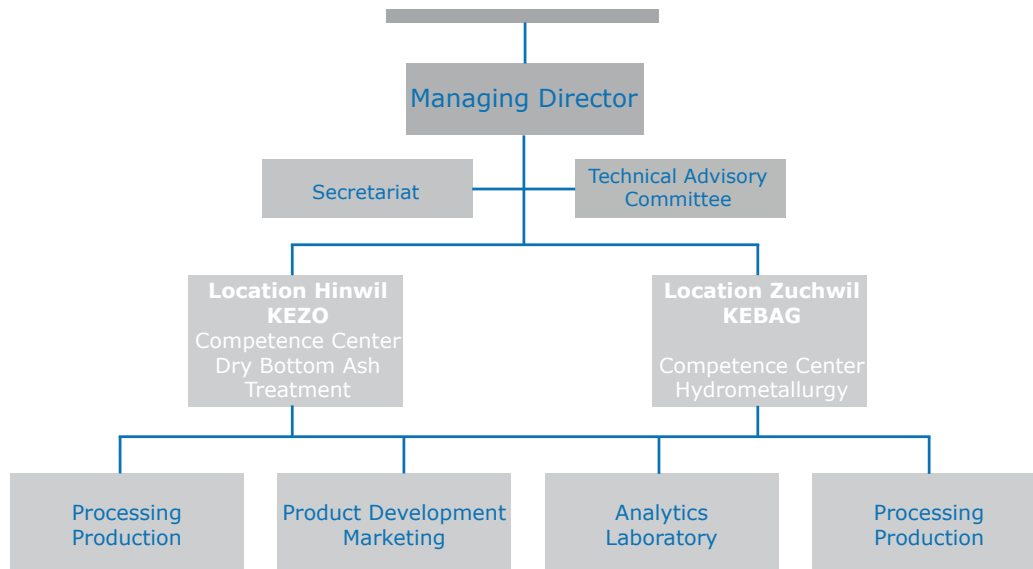 Managing Director
Secretariat
Technical Advisory
Committee
Location Hinwil
KEZO
Competence Center
Dry Bottom Ash
Treatment
Location Zuchwil
KEBAG
Competence Center
Hydrometallurgy
Processing
Production
Product Development
Marketing
Analytics
Laboratory
Processing
Production